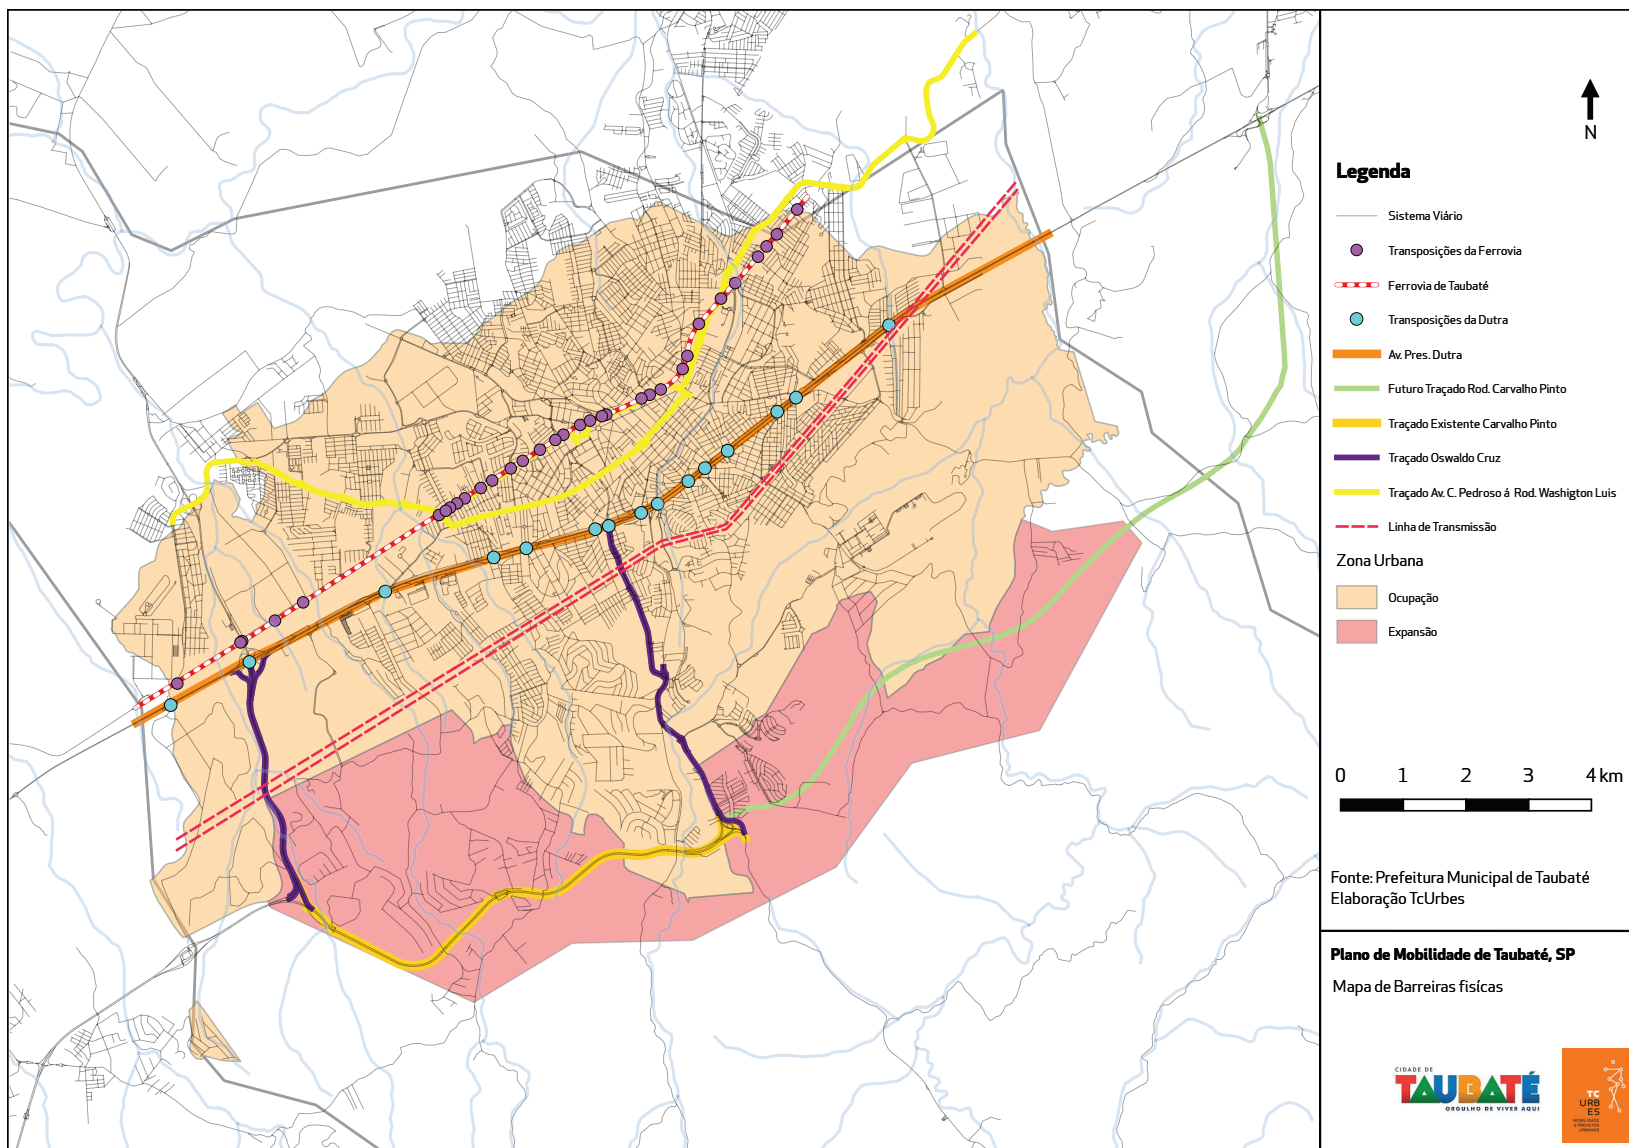 N
Legenda
Sistema Viário
Transposições da Ferrovia
Ferrovia de Taubaté
Transposições da Dutra
Av. Pres. Dutra
Futuro Traçado Rod. Carvalho Pinto
Traçado Existente Carvalho Pinto
Traçado Oswaldo Cruz
Traçado Av. C. Pedroso á Rod. Washigton Luis
Linha de Transmissão
Zona Urbana
Ocupação
Expansão
0 1 2 3 4 km
Fonte: Prefeitura Municipal de Taubaté
Elaboração TcUrbes
Plano de Mobilidade de Taubaté, SP
Mapa de Barreiras fisícas
CIDADE DE
TAUBATÉ
ORGULHO DE VIVER AQUI
TC
URB
ES
MOBILIDADE
& PROJETOS
URBANOS